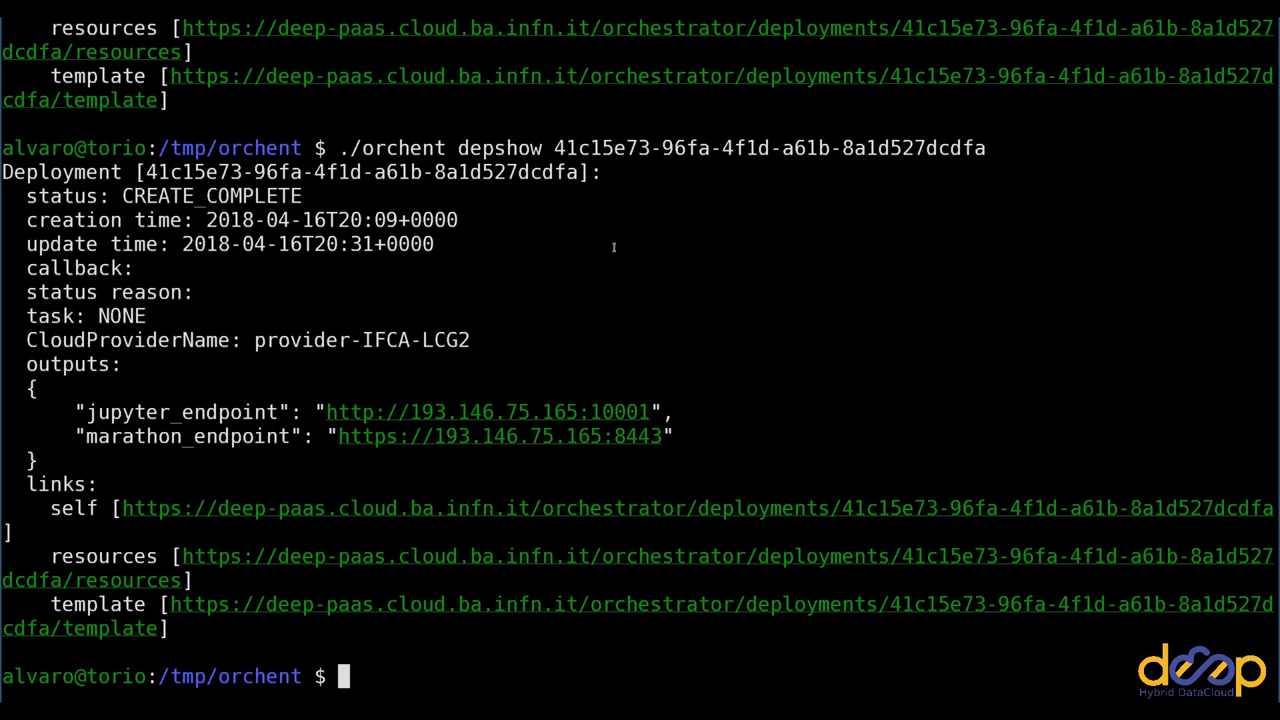 resources [https://deep-paas.cloud.ba.infn.it/orchestrator/deployments/41c15e73-96fa-4f1d-a61b-8a1d527
dcdfa/resources]
    template [https://deep-paas.cloud.ba.infn.it/orchestrator/deployments/41c15e73-96fa-4f1d-a61b-8a1d527d
cdfa/template]
alvaro@torio:/tmp/orchent $ ./orchent depshow 41c15e73-96fa-4f1d-a61b-8a1d527dcdfa
Deployment [41c15e73-96fa-4f1d-a61b-8a1d527dcdfa]:
  status: CREATE_COMPLETE
  creation time: 2018-04-16T20:09+0000
  update time: 2018-04-16T20:31+0000
  callback:
  status reason:
  task: NONE
  CloudProviderName: provider-IFCA-LCG2
  outputs:
  {
      "jupyter_endpoint": "http://193.146.75.165:10001",
      "marathon_endpoint": "https://193.146.75.165:8443"
  }
  links:
    self [https://deep-paas.cloud.ba.infn.it/orchestrator/deployments/41c15e73-96fa-4f1d-a61b-8a1d527dcdfa
]
    resources [https://deep-paas.cloud.ba.infn.it/orchestrator/deployments/41c15e73-96fa-4f1d-a61b-8a1d527
dcdfa/resources]
    template [https://deep-paas.cloud.ba.infn.it/orchestrator/deployments/41c15e73-96fa-4f1d-a61b-8a1d527d
cdfa/template]
alvaro@torio:/tmp/orchent $
deep
Hybrid DataCloud